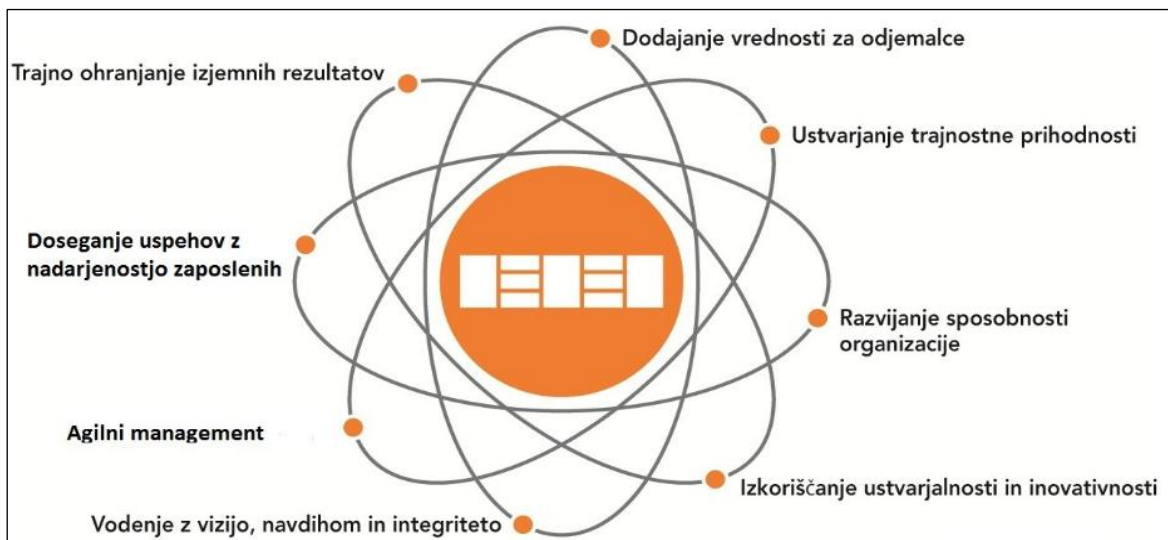 Dodajanje vrednosti za odjemalce
Trajno ohranjanje izjemnih rezultatov
Ustvarjanje trajnostne prihodnosti
Doseganje uspehov z
nadarjenostjo zaposlenih
Razvijanje sposobnosti
organizacije
Agilni management
Izkoriščanje ustvarjalnosti in inovativnosti
Vodenje z vizijo, navdihom in integriteto